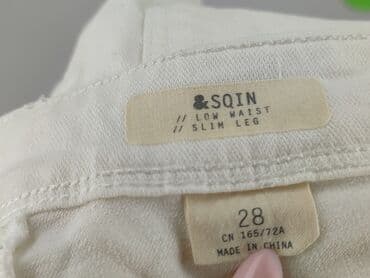 &SQIN
// LOW WAIST
// SLIM LEG
28
CN 165/72A
MADE IN CHINA